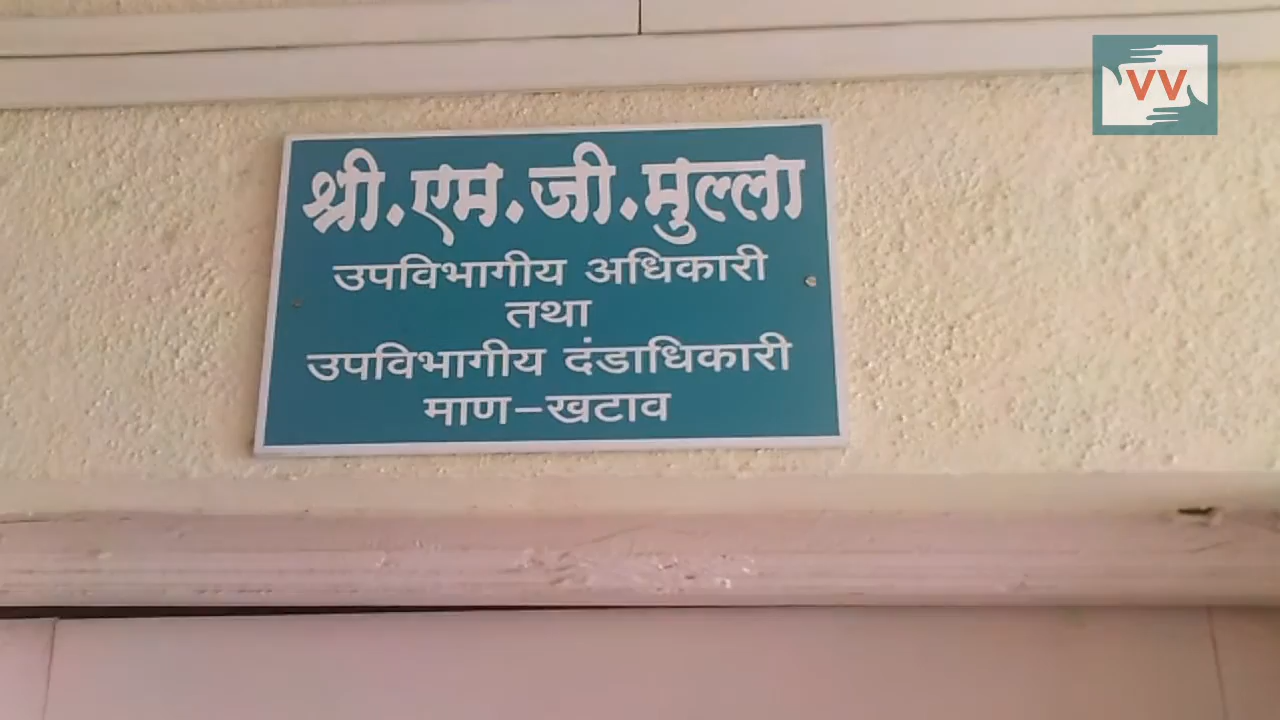 श्री.एम.जी.मुल्ला
उपविभागीय अधिकारी
तथा
उपविभागीय दंडाधिकारी
माण-खटाव
VV